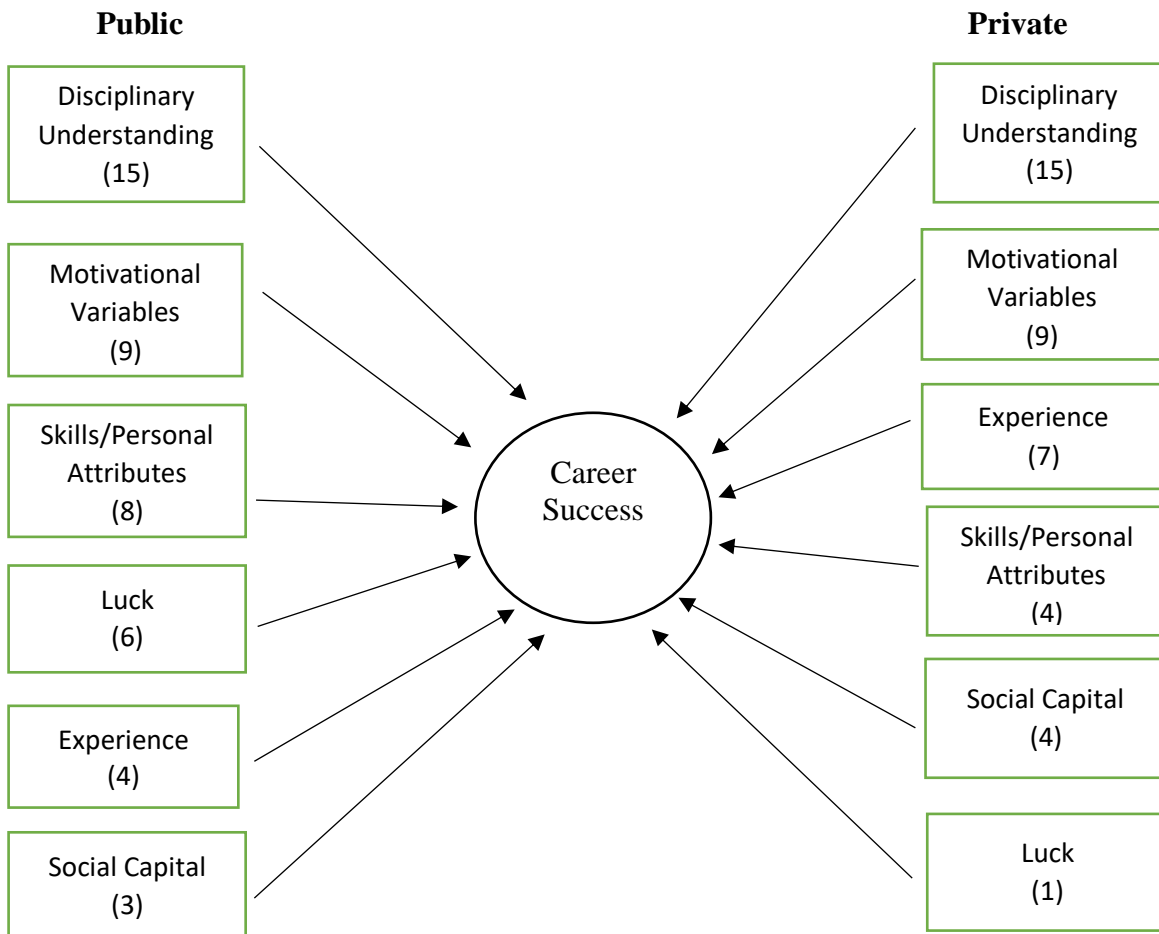 Public
Private
Disciplinary
Understanding
(15)
Motivational
Variables
(9)
Skills/Personal
Attributes
(8)
Luck
(6)
Experience
(4)
Social Capital
(3)
Career
Success
Disciplinary
Understanding
(15)
Motivational
Variables
(9)
Experience
(7)
Skills/Personal
Attributes
(4)
Social Capital
(4)
Luck
(1)